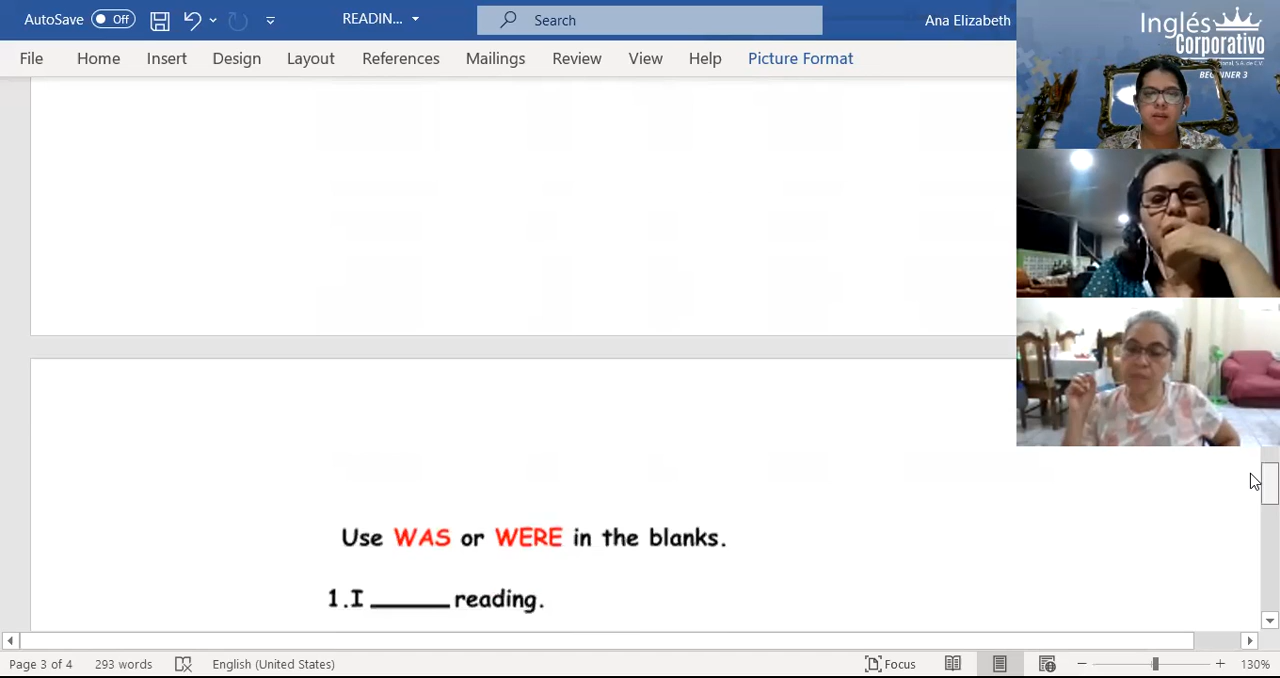 AutoSave Off READIN... Search Ana Elizabeth
File Home Insert Design Layout References Mailings Review View Help Picture Format
Inglés
Corporativo
BEGINNER 3
Use WAS or WERE in the blanks.
1.I ______ reading.
Page 3 of 4 293 words English (United States) Focus 130%